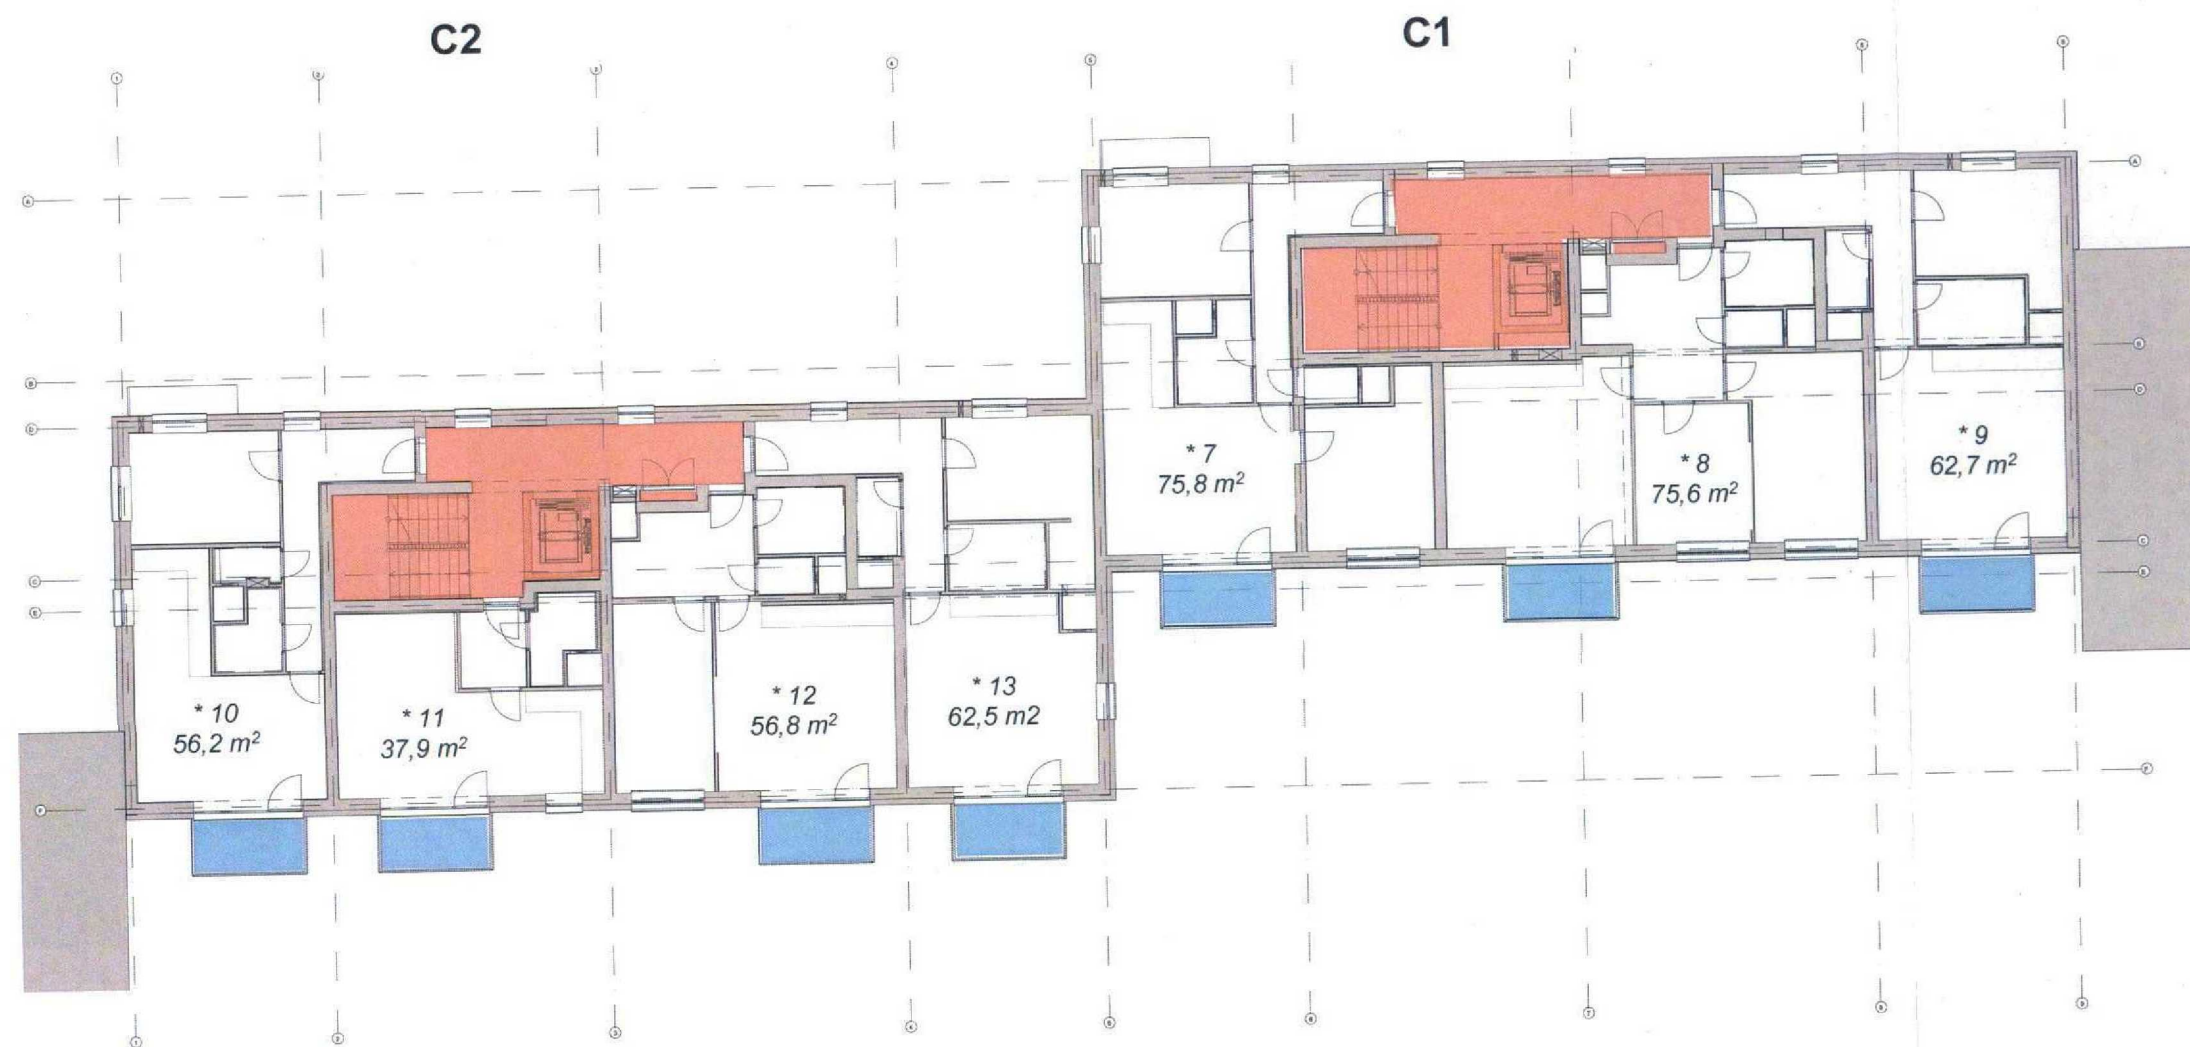 C2
C1
* 7
75,8 m²
* 8
75,6 m²
* 9
62,7 m²
* 10
56,2 m²
* 11
37,9 m²
* 12
56,8 m²
* 13
62,5 m2